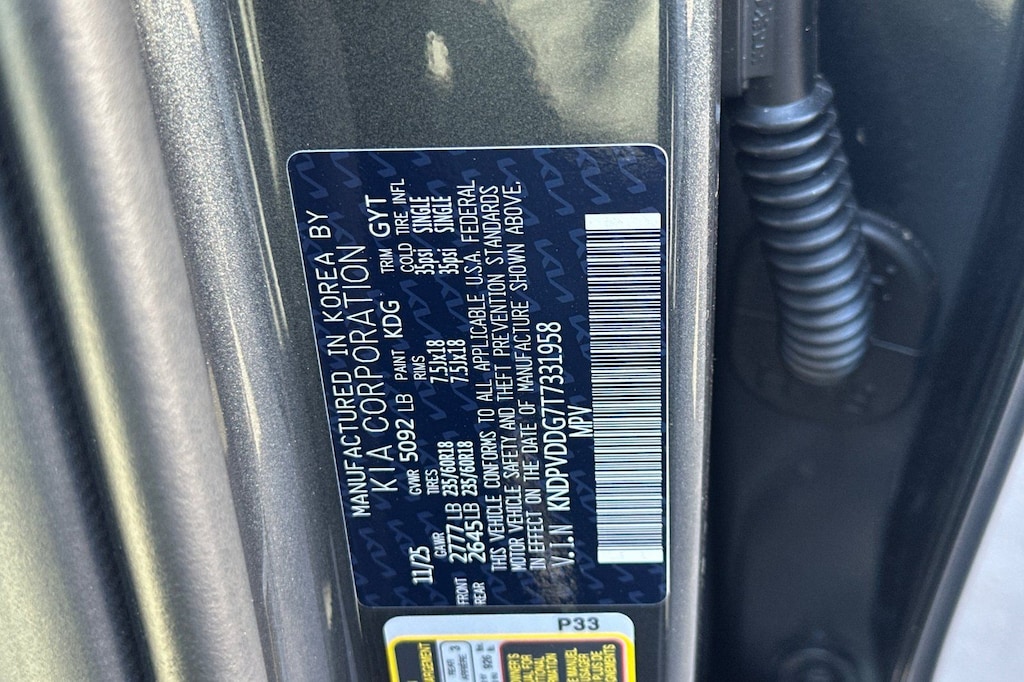 MANUFACTURED IN KOREA BY
KIA CORPORATION
11/25 GVWR 5092 LB PAINT KDG TRIM GYT
GAWR TIRES RIMS COLD TIRE INFL
FRONT 2777 LB 235/60R18 7.5Jx18 35psi SINGLE
REAR 2645 LB 235/60R18 7.5Jx18 35psi SINGLE
THIS VEHICLE CONFORMS TO ALL APPLICABLE U.S.A. FEDERAL
MOTOR VEHICLE SAFETY AND THEFT PREVENTION STANDARDS
IN EFFECT ON THE DATE OF MANUFACTURE SHOWN ABOVE.
V.I.N KNDPVDDG7T7331958
MPV
P33
REAR 3